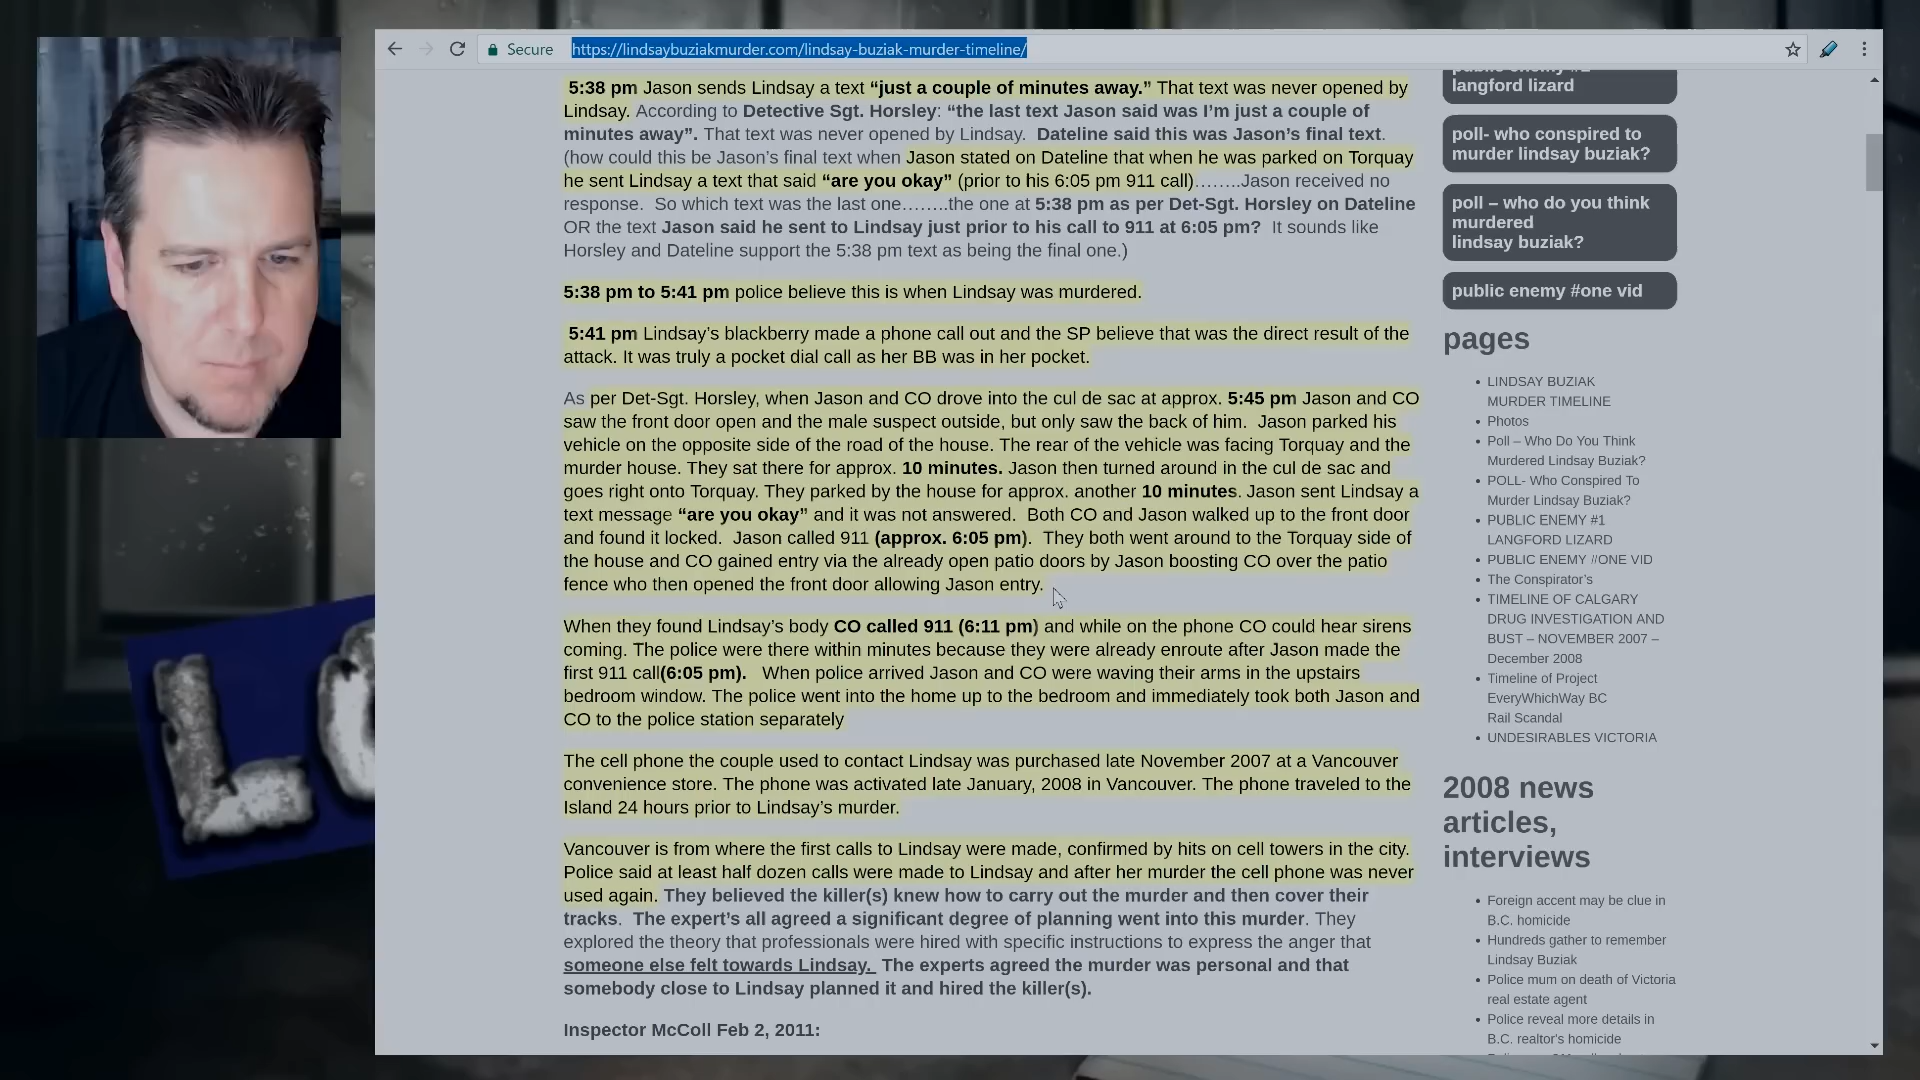 Secure https://lindsaybuziakmurder.com/lindsay-buziak-murder-timeline/
5:38 pm Jason sends Lindsay a text “just a couple of minutes away.” That text was never opened by
Lindsay. According to Detective Sgt. Horsley: “the last text Jason said was I’m just a couple of
minutes away”. That text was never opened by Lindsay. Dateline said this was Jason’s final text.
(how could this be Jason’s final text when Jason stated on Dateline that when he was parked on Torquay
he sent Lindsay a text that said “are you okay” (prior to his 6:05 pm 911 call)……..Jason received no
response. So which text was the last one……..the one at 5:38 pm as per Det-Sgt. Horsley on Dateline
OR the text Jason said he sent to Lindsay just prior to his call to 911 at 6:05 pm? It sounds like
Horsley and Dateline support the 5:38 pm text as being the final one.)
5:38 pm to 5:41 pm police believe this is when Lindsay was murdered.
5:41 pm Lindsay’s blackberry made a phone call out and the SP believe that was the direct result of the
attack. It was truly a pocket dial call as her BB was in her pocket.
As per Det-Sgt. Horsley, when Jason and CO drove into the cul de sac at approx. 5:45 pm Jason and CO
saw the front door open and the male suspect outside, but only saw the back of him. Jason parked his
vehicle on the opposite side of the road of the house. The rear of the vehicle was facing Torquay and the
murder house. They sat there for approx. 10 minutes. Jason then turned around in the cul de sac and
goes right onto Torquay. They parked by the house for approx. another 10 minutes. Jason sent Lindsay a
text message “are you okay” and it was not answered. Both CO and Jason walked up to the front door
and found it locked. Jason called 911 (approx. 6:05 pm). They both went around to the Torquay side of
the house and CO gained entry via the already open patio doors by Jason boosting CO over the patio
fence who then opened the front door allowing Jason entry.
When they found Lindsay’s body CO called 911 (6:11 pm) and while on the phone CO could hear sirens
coming. The police were there within minutes because they were already enroute after Jason made the
first 911 call(6:05 pm). When police arrived Jason and CO were waving their arms in the upstairs
bedroom window. The police went into the home up to the bedroom and immediately took both Jason and
CO to the police station separately
The cell phone the couple used to contact Lindsay was purchased late November 2007 at a Vancouver
convenience store. The phone was activated late January, 2008 in Vancouver. The phone traveled to the
Island 24 hours prior to Lindsay’s murder.
Vancouver is from where the first calls to Lindsay were made, confirmed by hits on cell towers in the city.
Police said at least half dozen calls were made to Lindsay and after her murder the cell phone was never
used again. They believed the killer(s) knew how to carry out the murder and then cover their
tracks. The expert’s all agreed a significant degree of planning went into this murder. They
explored the theory that professionals were hired with specific instructions to express the anger that
someone else felt towards Lindsay. The experts agreed the murder was personal and that
somebody close to Lindsay planned it and hired the killer(s).
Inspector McColl Feb 2, 2011:
public enemy #1
langford lizard
poll- who conspired to
murder lindsay buziak?
poll – who do you think
murdered
lindsay buziak?
public enemy #one vid
pages
LINDSAY BUZIAK
MURDER TIMELINE
Photos
Poll – Who Do You Think
Murdered Lindsay Buziak?
POLL- Who Conspired To
Murder Lindsay Buziak?
PUBLIC ENEMY #1
LANGFORD LIZARD
PUBLIC ENEMY #ONE VID
The Conspirator’s
TIMELINE OF CALGARY
DRUG INVESTIGATION AND
BUST – NOVEMBER 2007 –
December 2008
Timeline of Project
EveryWhichWay BC
Rail Scandal
UNDESIRABLES VICTORIA
2008 news
articles,
interviews
Foreign accent may be clue in
B.C. homicide
Hundreds gather to remember
Lindsay Buziak
Police mum on death of Victoria
real estate agent
Police reveal more details in
B.C. realtor's homicide